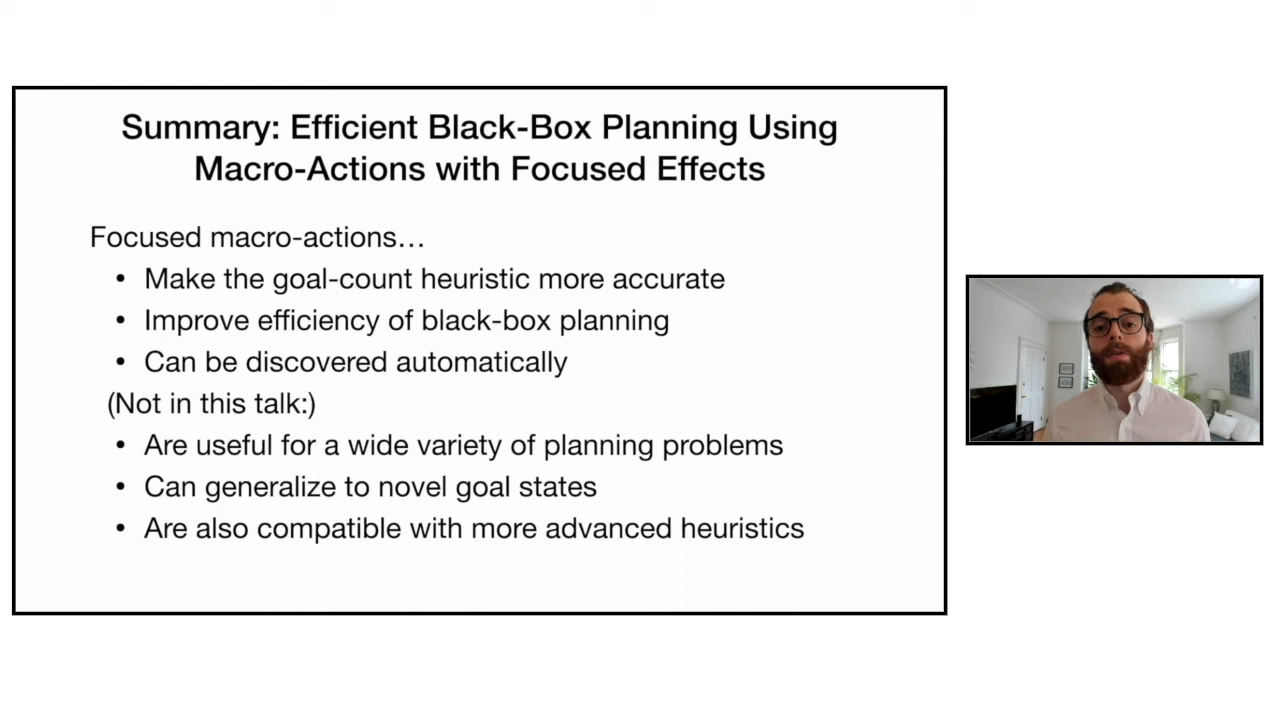 Summary: Efficient Black-Box Planning Using
Macro-Actions with Focused Effects
Focused macro-actions…
• Make the goal-count heuristic more accurate
• Improve efficiency of black-box planning
• Can be discovered automatically
(Not in this talk:)
• Are useful for a wide variety of planning problems
• Can generalize to novel goal states
• Are also compatible with more advanced heuristics